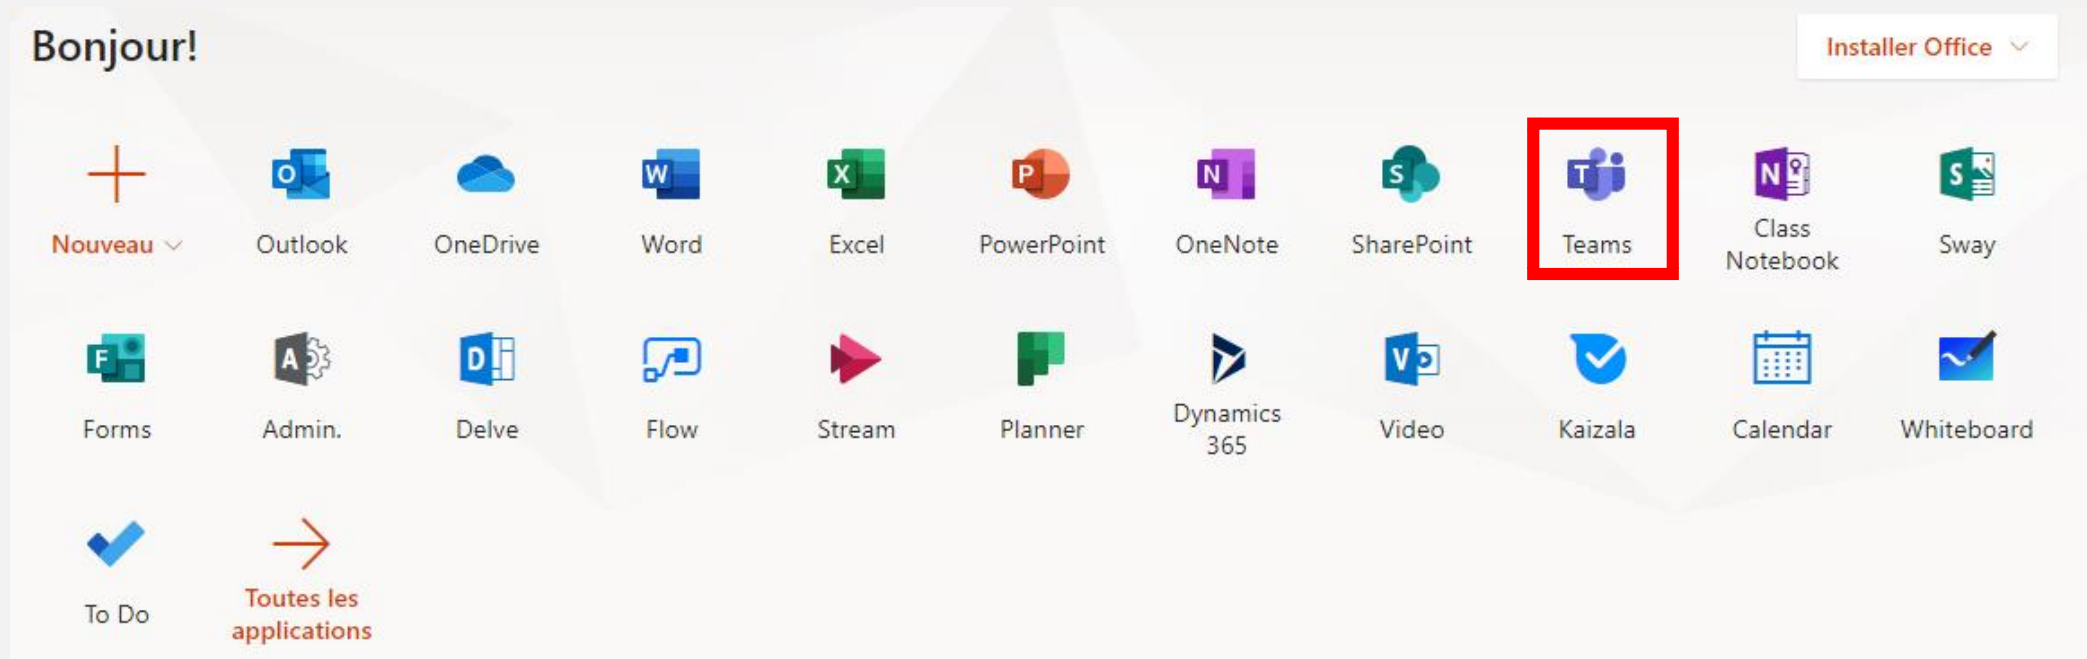 Bonjour!
Installer Office
Nouveau
Outlook
OneDrive
Word
Excel
PowerPoint
OneNote
SharePoint
Teams
Class
Notebook
Sway
Forms
Admin.
Delve
Flow
Stream
Planner
Dynamics
365
Video
Kaizala
Calendar
Whiteboard
To Do
Toutes les
applications